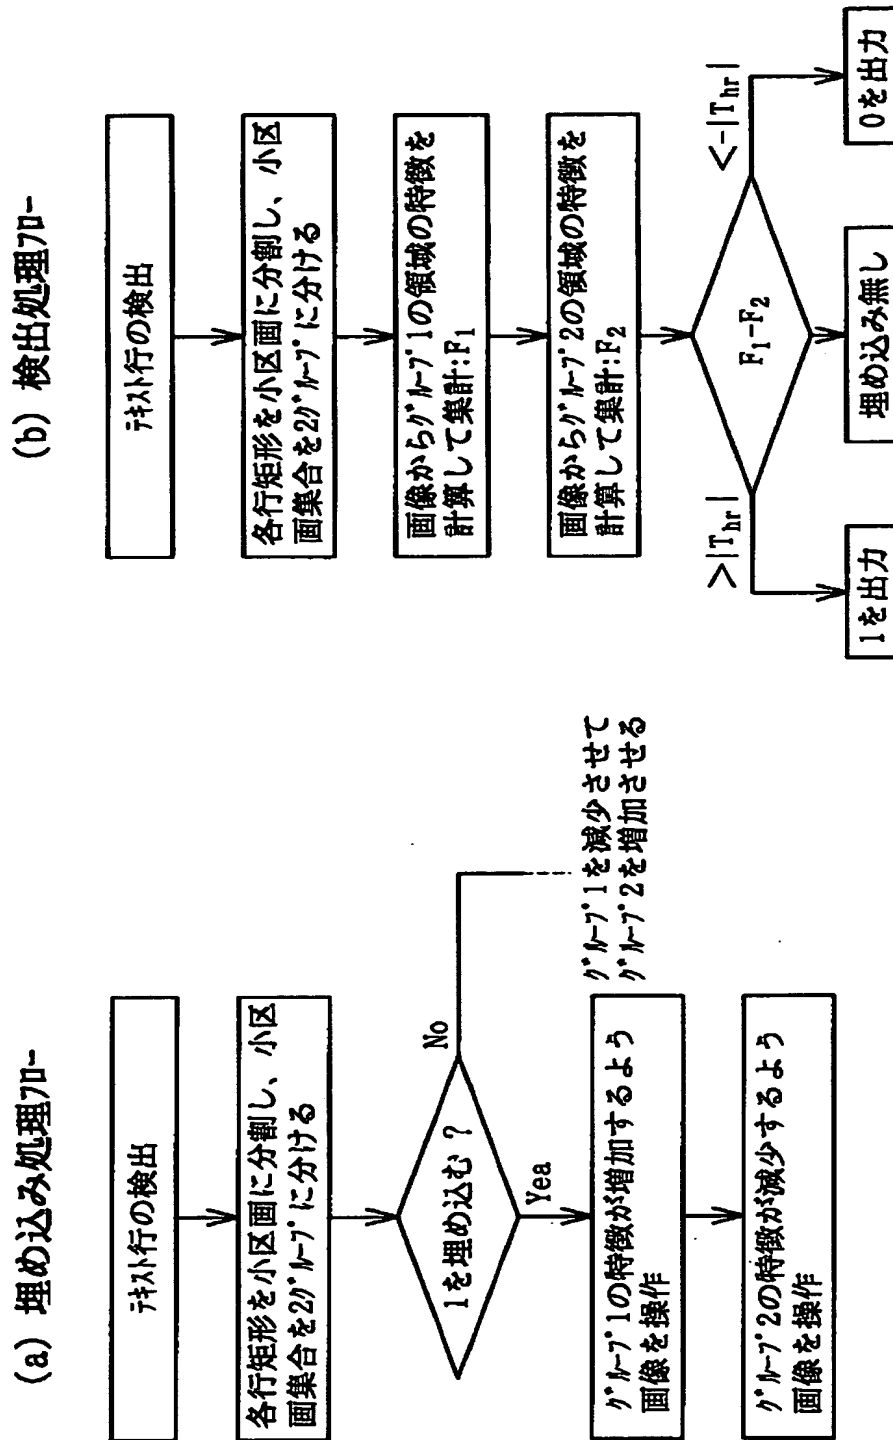 (a) 埋め込み処理ﾌﾛｰ
ﾃｷｽﾄ行の検出
各行矩形を小区画に分割し、小区
画集合を2ｸﾞﾙｰﾌﾟに分ける
1を埋め込む?
No
Yea
ｸﾞﾙｰﾌﾟ1を減少させて
ｸﾞﾙｰﾌﾟ2を増加させる
ｸﾞﾙｰﾌﾟ1の特徴が増加するよう
画像を操作
ｸﾞﾙｰﾌﾟ2の特徴が減少するよう
画像を操作
(b) 検出処理ﾌﾛｰ
ﾃｷｽﾄ行の検出
各行矩形を小区画に分割し、小区
画集合を2ｸﾞﾙｰﾌﾟに分ける
画像からｸﾞﾙｰﾌﾟ1の領域の特徴を
計算して集計:F1
画像からｸﾞﾙｰﾌﾟ2の領域の特徴を
計算して集計:F2
F1-F2
>|Thr|
<-|Thr|
1を出力
埋め込み無し
0を出力